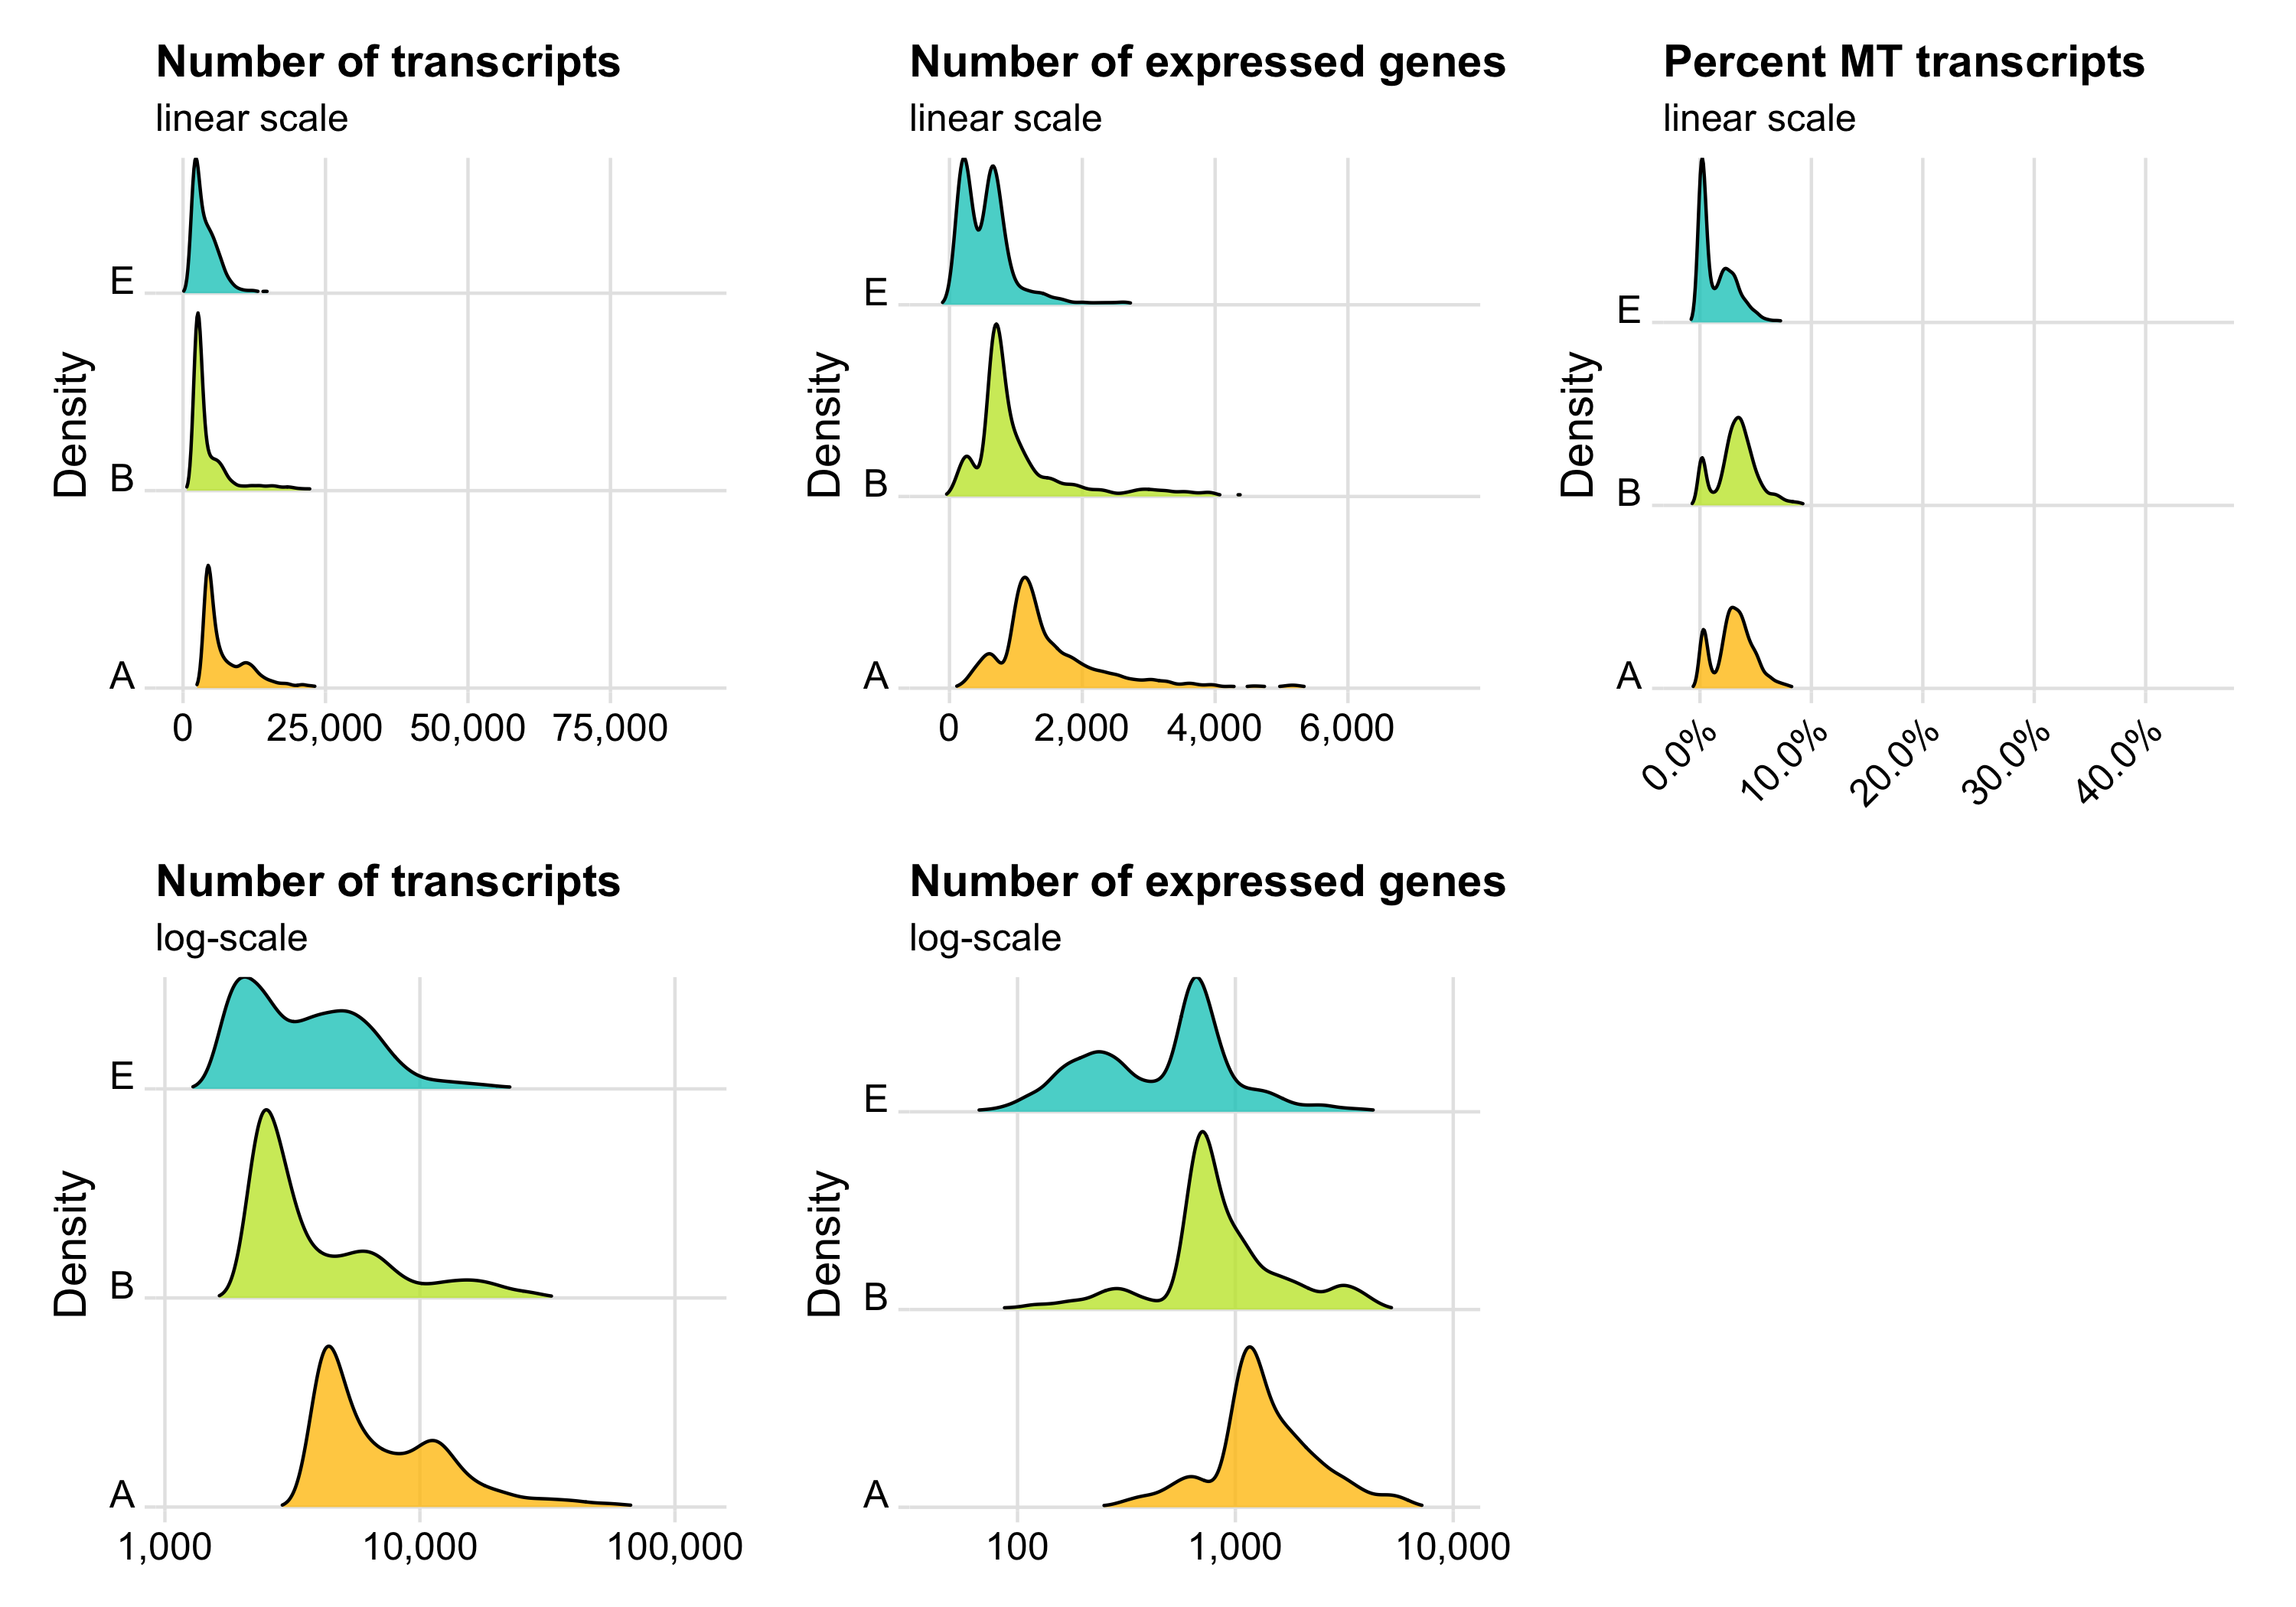 Number of transcripts
linear scale
Density
E
B
A
0 25,000 50,000 75,000
Number of expressed genes
linear scale
Density
E
B
A
0 2,000 4,000 6,000
Percent MT transcripts
linear scale
Density
E
B
A
0.0% 10.0% 20.0% 30.0% 40.0%
Number of transcripts
log-scale
Density
E
B
A
1,000 10,000 100,000
Number of expressed genes
log-scale
Density
E
B
A
100 1,000 10,000